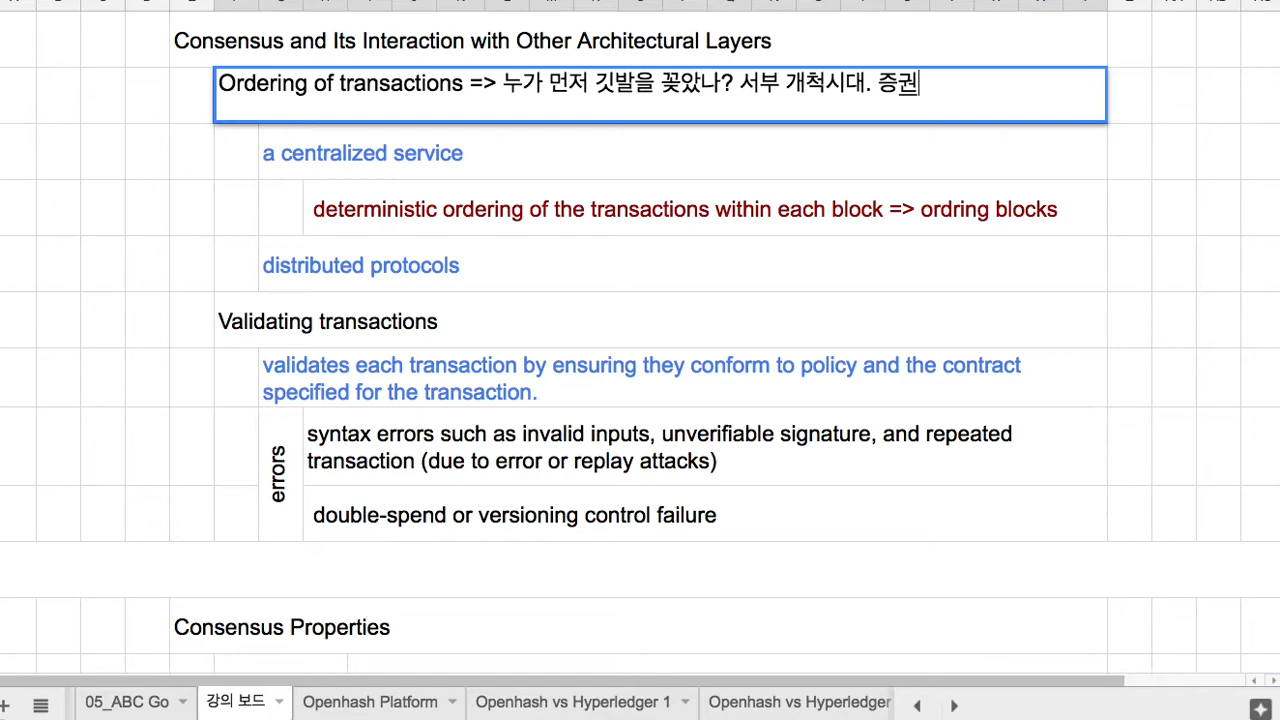 Consensus and Its Interaction with Other Architectural Layers
Ordering of transactions => 누가 먼저 깃발을 꽂았나? 서부 개척시대. 증권
a centralized service
deterministic ordering of the transactions within each block => ordring blocks
distributed protocols
Validating transactions
validates each transaction by ensuring they conform to policy and the contract
specified for the transaction.
errors
syntax errors such as invalid inputs, unverifiable signature, and repeated
transaction (due to error or replay attacks)
double-spend or versioning control failure
Consensus Properties
05_ABC Go
강의 보드
Openhash Platform
Openhash vs Hyperledger 1
Openhash vs Hyperledger